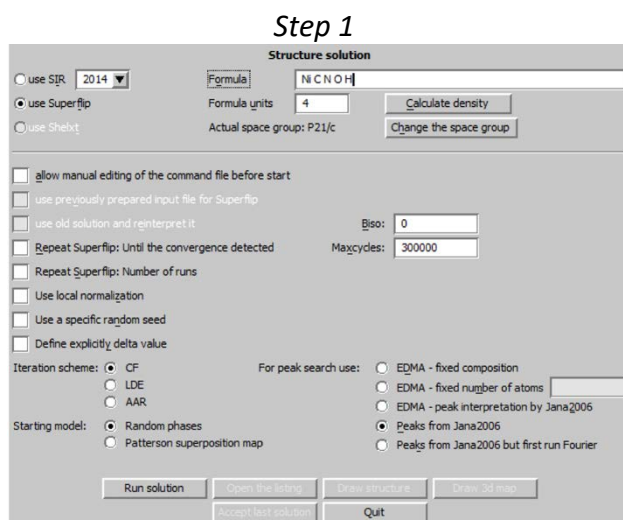 Step 1
Structure solution
use SIR 2014 Formula Ni C N O H
use Superflip Formula units 4 Calculate density
use Shelxt Actual space group: P21/c Change the space group
allow manual editing of the command file before start
use previously prepared input file for Superflip
use old solution and reinterpret it Biso: 0
Repeat Superflip: Until the convergence detected Maxcycles: 300000
Repeat Superflip: Number of runs
Use local normalization
Use a specific random seed
Define explicitly delta value
Iteration scheme: CF For peak search use: EDMA - fixed composition
LDE EDMA - fixed number of atoms
AAR EDMA - peak interpretation by Jana2006
Starting model: Random phases Peaks from Jana2006
Patterson superposition map Peaks from Jana2006 but first run Fourier
Run solution Open the listing Draw structure Draw 3d map
Accept last solution Quit